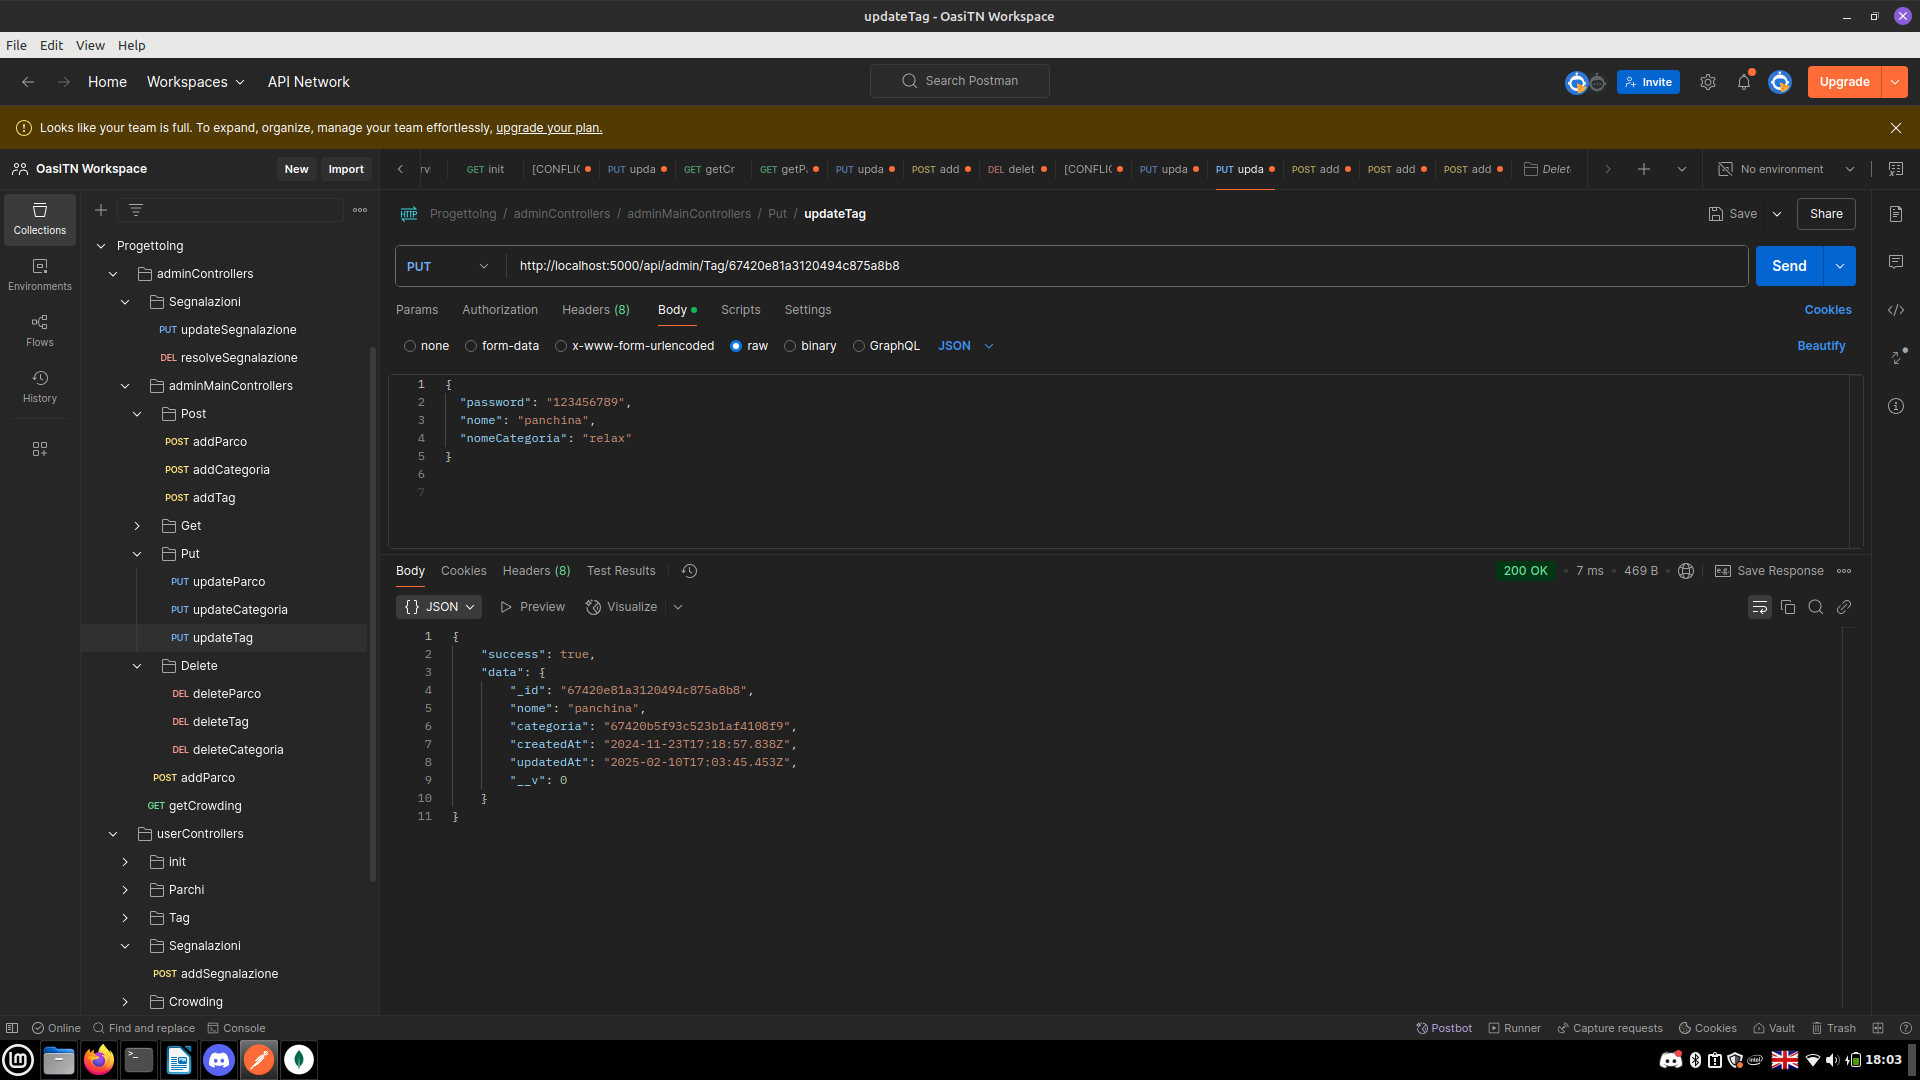 updateTag - OasiTN Workspace
File Edit View Help
Home Workspaces API Network
Search Postman
Invite
Upgrade
Looks like your team is full. To expand, organize, manage your team effortlessly, upgrade your plan.
OasiTN Workspace
New
Import
GET init
[CONFLIC
PUT upda
GET getCr
GET getP
PUT upda
POST add
DEL delet
[CONFLIC
PUT upda
PUT upda
POST add
POST add
POST add
Delet
No environment
Collections
Environments
Flows
History
ProgettoIng
adminControllers
Segnalazioni
PUT updateSegnalazione
DEL resolveSegnalazione
adminMainControllers
Post
POST addParco
POST addCategoria
POST addTag
Get
Put
PUT updateParco
PUT updateCategoria
PUT updateTag
Delete
DEL deleteParco
DEL deleteTag
DEL deleteCategoria
POST addParco
GET getCrowding
userControllers
init
Parchi
Tag
Segnalazioni
POST addSegnalazione
Crowding
HTTP ProgettoIng / adminControllers / adminMainControllers / Put / updateTag
Save
Share
PUT http://localhost:5000/api/admin/Tag/67420e81a3120494c875a8b8
Send
Params Authorization Headers (8) Body Scripts Settings
Cookies
none form-data x-www-form-urlencoded raw binary GraphQL JSON
Beautify
1 {
2 "password": "123456789",
3 "nome": "panchina",
4 "nomeCategoria": "relax"
5 }
6
7
Body Cookies Headers (8) Test Results
200 OK • 7 ms • 469 B
Save Response
{} JSON Preview Visualize
1 {
2 "success": true,
3 "data": {
4 "_id": "67420e81a3120494c875a8b8",
5 "nome": "panchina",
6 "categoria": "67420b5f93c523b1af4108f9",
7 "createdAt": "2024-11-23T17:18:57.838Z",
8 "updatedAt": "2025-02-10T17:03:45.453Z",
9 "__v": 0
10 }
11 }
Online Find and replace Console
Postbot Runner Capture requests Cookies Vault Trash
18:03